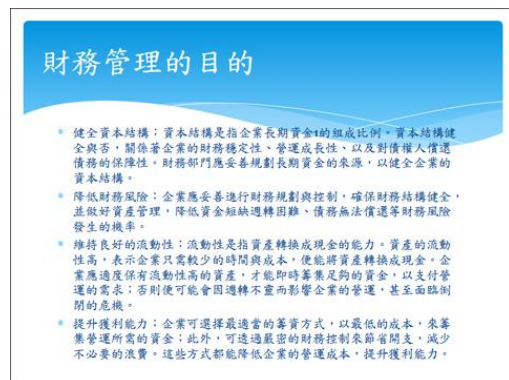 財務管理的目的
* 健全資本結構：資本結構是指企業長期資金1的組成比例。資本結構健
全與否，關係著企業的財務穩定性、營運成長性、以及對債權人償還
債務的保障性。財務部門應妥善規劃長期資金的來源，以健全企業的
資本結構。
* 降低財務風險：企業應妥善進行財務規劃與控制，確保財務結構健全，
並做好資產管理，降低資金短缺週轉困難、債務無法償還等財務風險
發生的機率。
* 維持良好的流動性：流動性是指資產轉換成現金的能力。資產的流動
性高，表示企業只需較少的時間與成本，便能將資產轉換成現金。企
業應適度保有流動性高的資產，才能即時籌集足夠的資金，以支付營
運的需求；否則便可能會因週轉不靈而影響企業的營運，甚至面臨倒
閉的危機。
* 提升獲利能力：企業可選擇最適當的籌資方式，以最低的成本，來籌
集營運所需的資金；此外，可透過嚴密的財務控制來節省開支，減少
不必要的浪費。這些方式都能降低企業的營運成本，提升獲利能力。